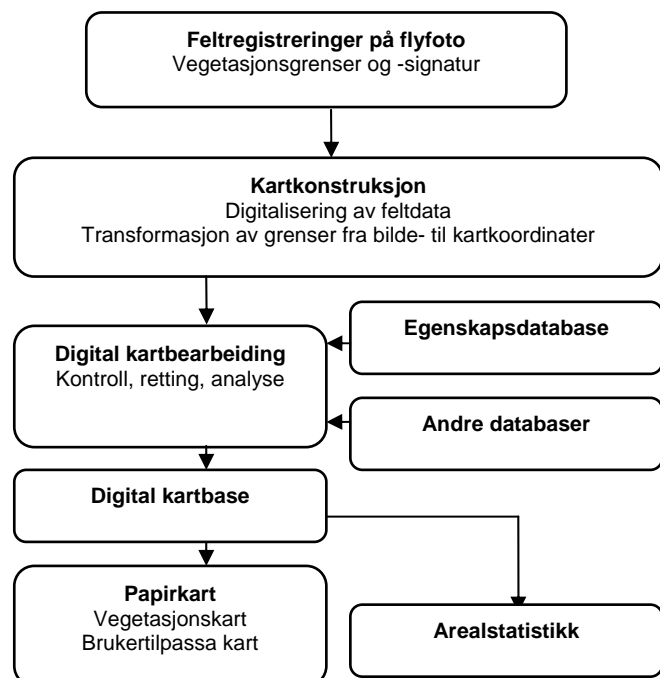 Feltregistreringer på flyfoto
Vegetasjonsgrenser og -signatur
Kartkonstruksjon
Digitalisering av feltdata
Transformasjon av grenser fra bilde- til kartkoordinater
Digital kartbearbeiding
Kontroll, retting, analyse
Egenskapsdatabase
Andre databaser
Digital kartbase
Papirkart
Vegetasjonskart
Brukertilpassa kart
Arealstatistikk